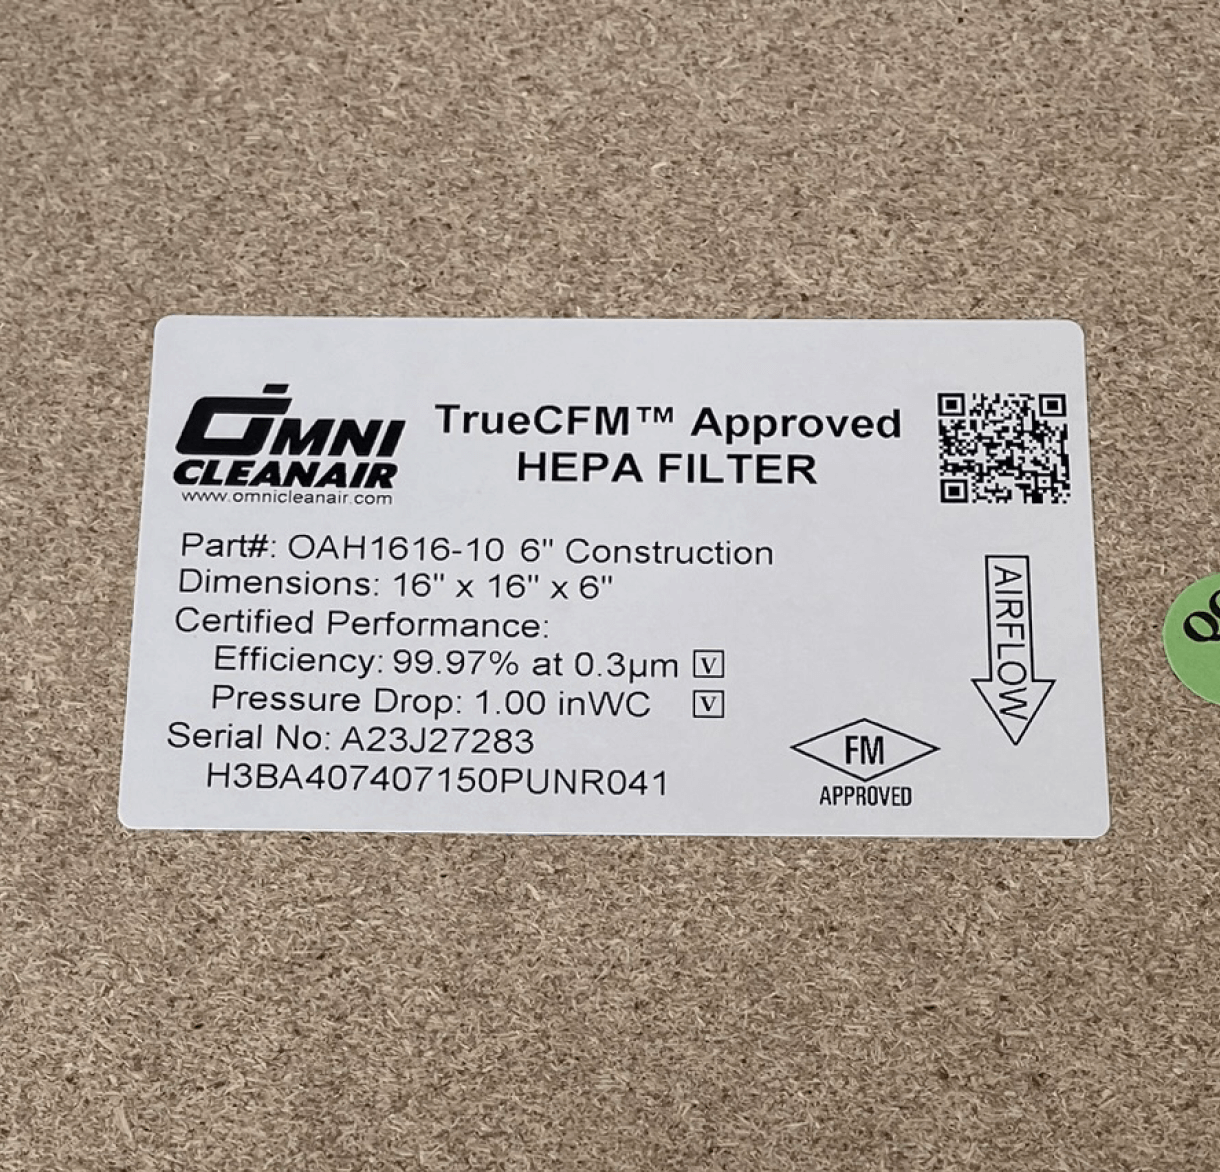 OMNI
CLEANAIR
www.omnicleanair.com
TrueCFM™ Approved
HEPA FILTER
Part#: OAH1616-10 6" Construction
Dimensions: 16" x 16" x 6"
Certified Performance:
Efficiency: 99.97% at 0.3µm V
Pressure Drop: 1.00 inWC V
Serial No: A23J27283
H3BA407407150PUNR041
AIRFLOW
FM
APPROVED